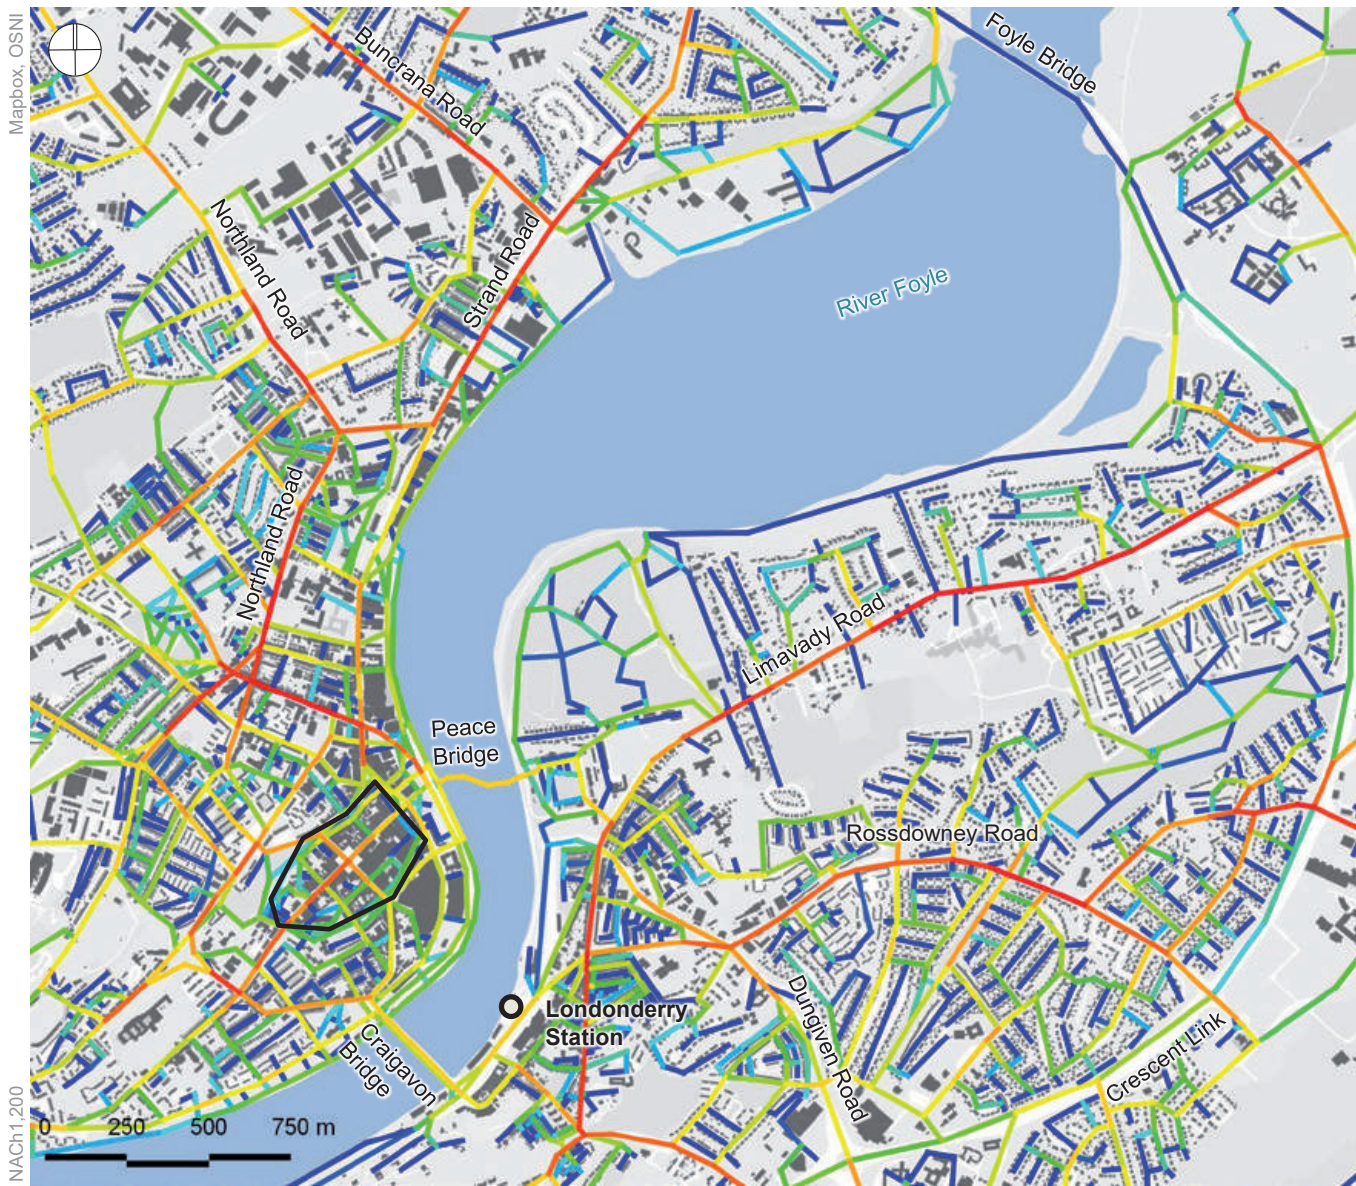 Mapbox, OSNI
Foyle Bridge
Buncrana Road
Northland Road
Strand Road
River Foyle
Northland Road
Limavady Road
Peace
Bridge
Rossdowney Road
Londonderry
Station
Dungiven Road
Crescent Link
Craigavon
Bridge
0 250 500 750 m
NACh1,200